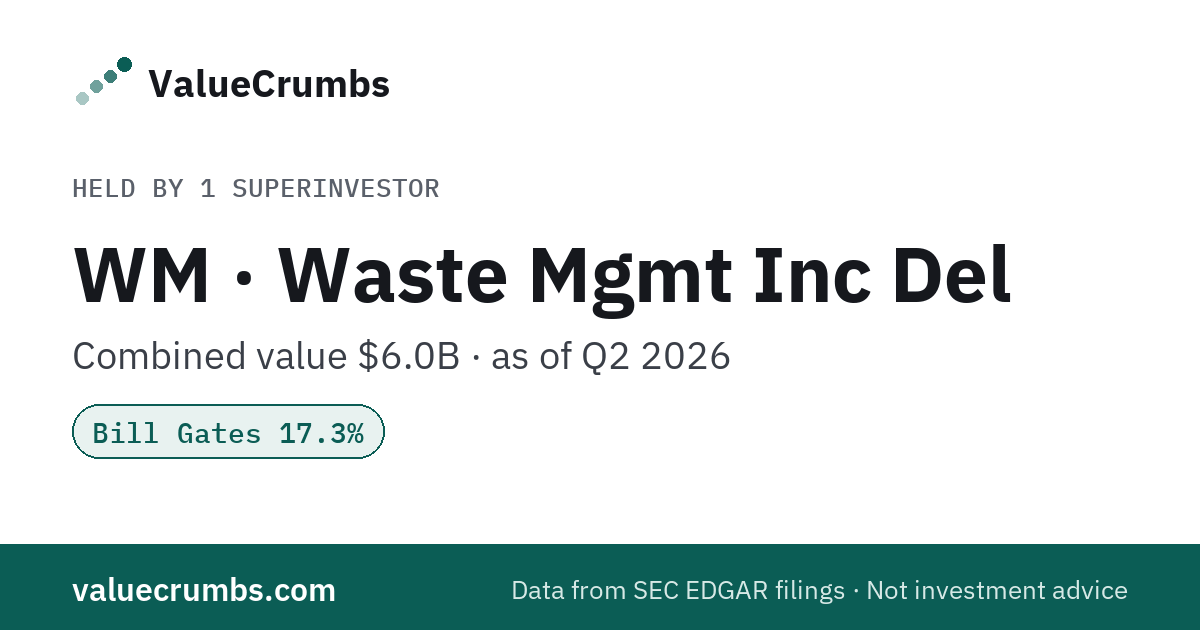 ValueCrumbs
HELD BY 1 SUPERINVESTOR
WM · Waste Mgmt Inc Del
Combined value $6.0B · as of Q2 2026
Bill Gates 17.3%
valuecrumbs.com
Data from SEC EDGAR filings · Not investment advice